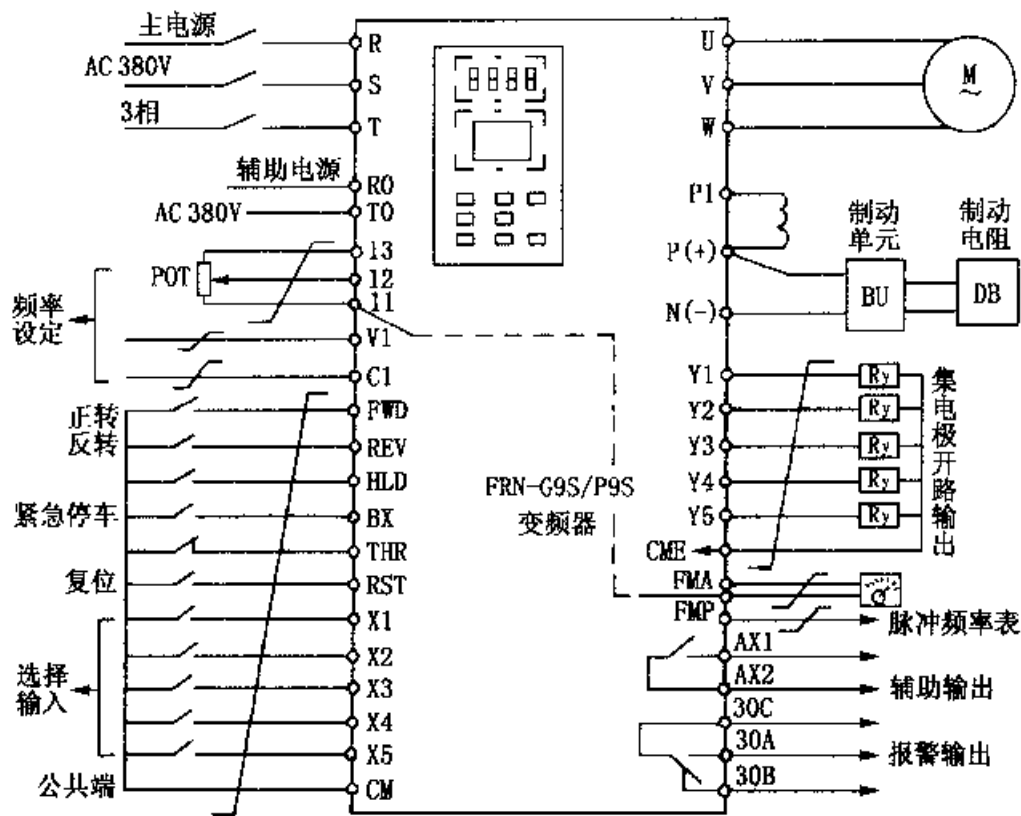 主电源
AC 380V
3相
R
S
T
辅助电源
AC 380V
R0
T0
POT
13
12
11
频率
设定
V1
C1
正转
反转
FWD
REV
HLD
紧急停车
BX
THR
复位
RST
X1
X2
选择
输入
X3
X4
X5
公共端
CM
FRN-G9S/P9S
变频器
U
V
W
M
~
P1
P(+)
N(-)
制动
单元
BU
制动
电阻
DB
Y1
Y2
Y3
Y4
Y5
Ry
Ry
Ry
Ry
Ry
集电极开路输出
CME
FMA
FMP
脉冲频率表
AX1
AX2
辅助输出
30C
30A
30B
报警输出